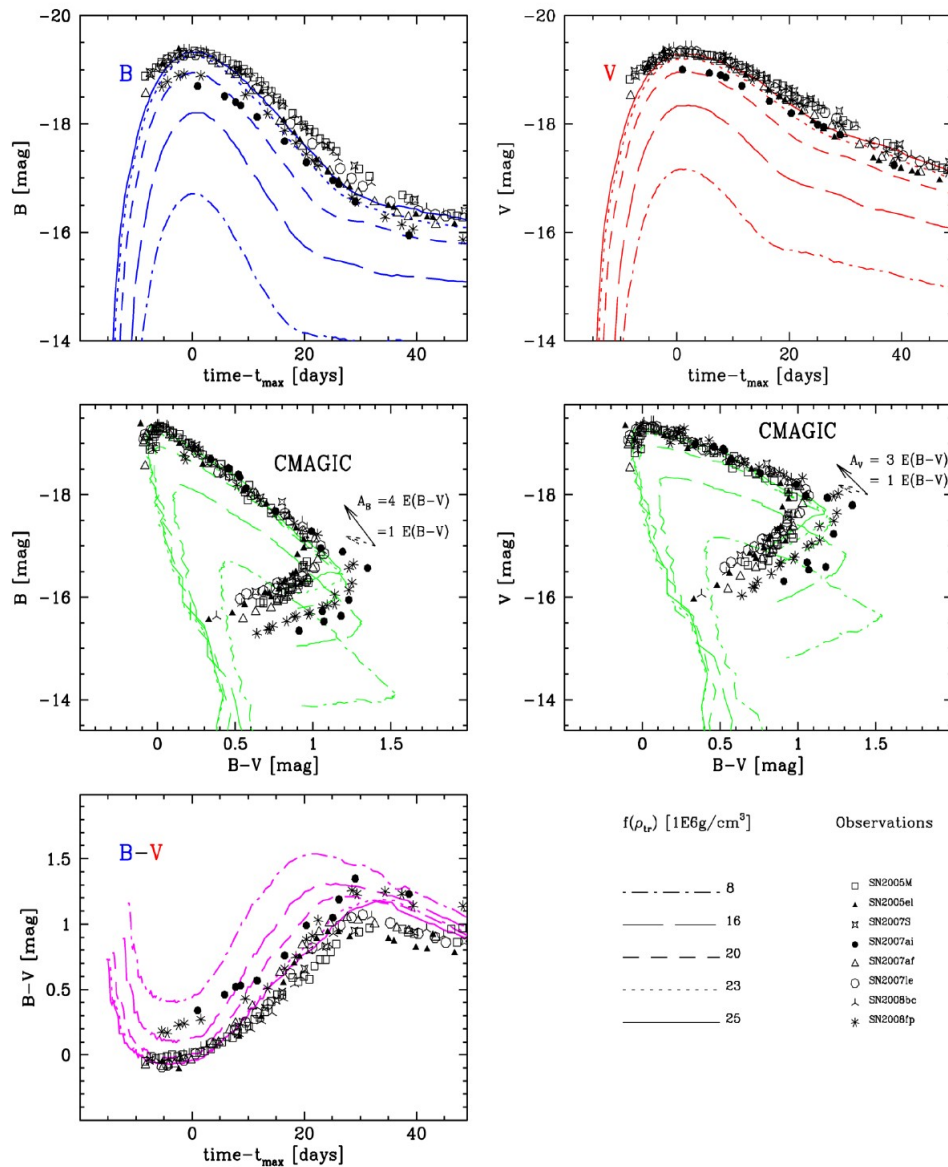 -20
-18
-16
-14
B [mag]
B
0 20 40
time-t_max [days]
-20
-18
-16
-14
V [mag]
V
0 20 40
time-t_max [days]
-18
-16
-14
B [mag]
CMAGIC
A_B =4 E(B-V)
=1 E(B-V)
0 0.5 1 1.5
B-V [mag]
-18
-16
-14
V [mag]
CMAGIC
A_V = 3 E(B-V)
= 1 E(B-V)
0 0.5 1 1.5
B-V [mag]
1.5
1
0.5
0
B-V [mag]
B-V
0 20 40
time-t_max [days]
f(ρ_tr) [1E6g/cm³] Observations
8
16
20
23
25
SN2005M
SN2005el
SN2007S
SN2007ai
SN2007af
SN2007le
SN2008bc
SN2008fp